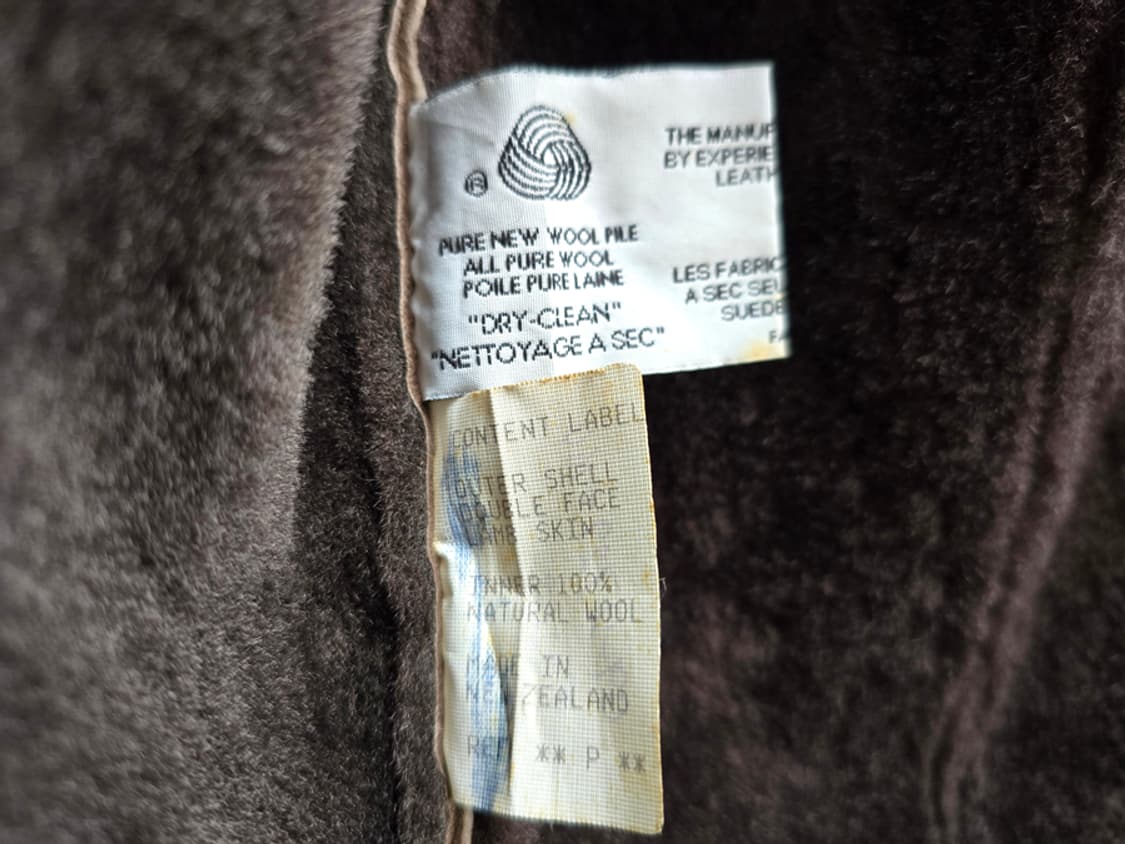 ®
PURE NEW WOOL PILE
ALL PURE WOOL
POILE PURE LAINE
"DRY-CLEAN"
"NETTOYAGE A SEC"
THE MANUF
BY EXPERIE
LEATH
LES FABRIC
A SEC SEU
SUEDE
FA
CONTENT LABEL
OUTER SHELL
DOUBLE FACE
LAMB SKIN
INNER 100%
NATURAL WOOL
MADE IN
NEW ZEALAND
REF ** P **